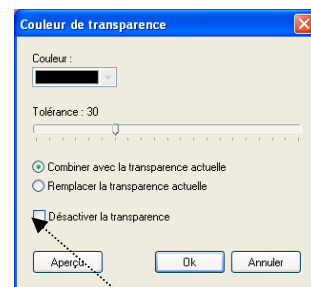 Couleur de transparence
Couleur :
Tolérance : 30
Combiner avec la transparence actuelle
Remplacer la transparence actuelle
Désactiver la transparence
Aperçu
Ok
Annuler